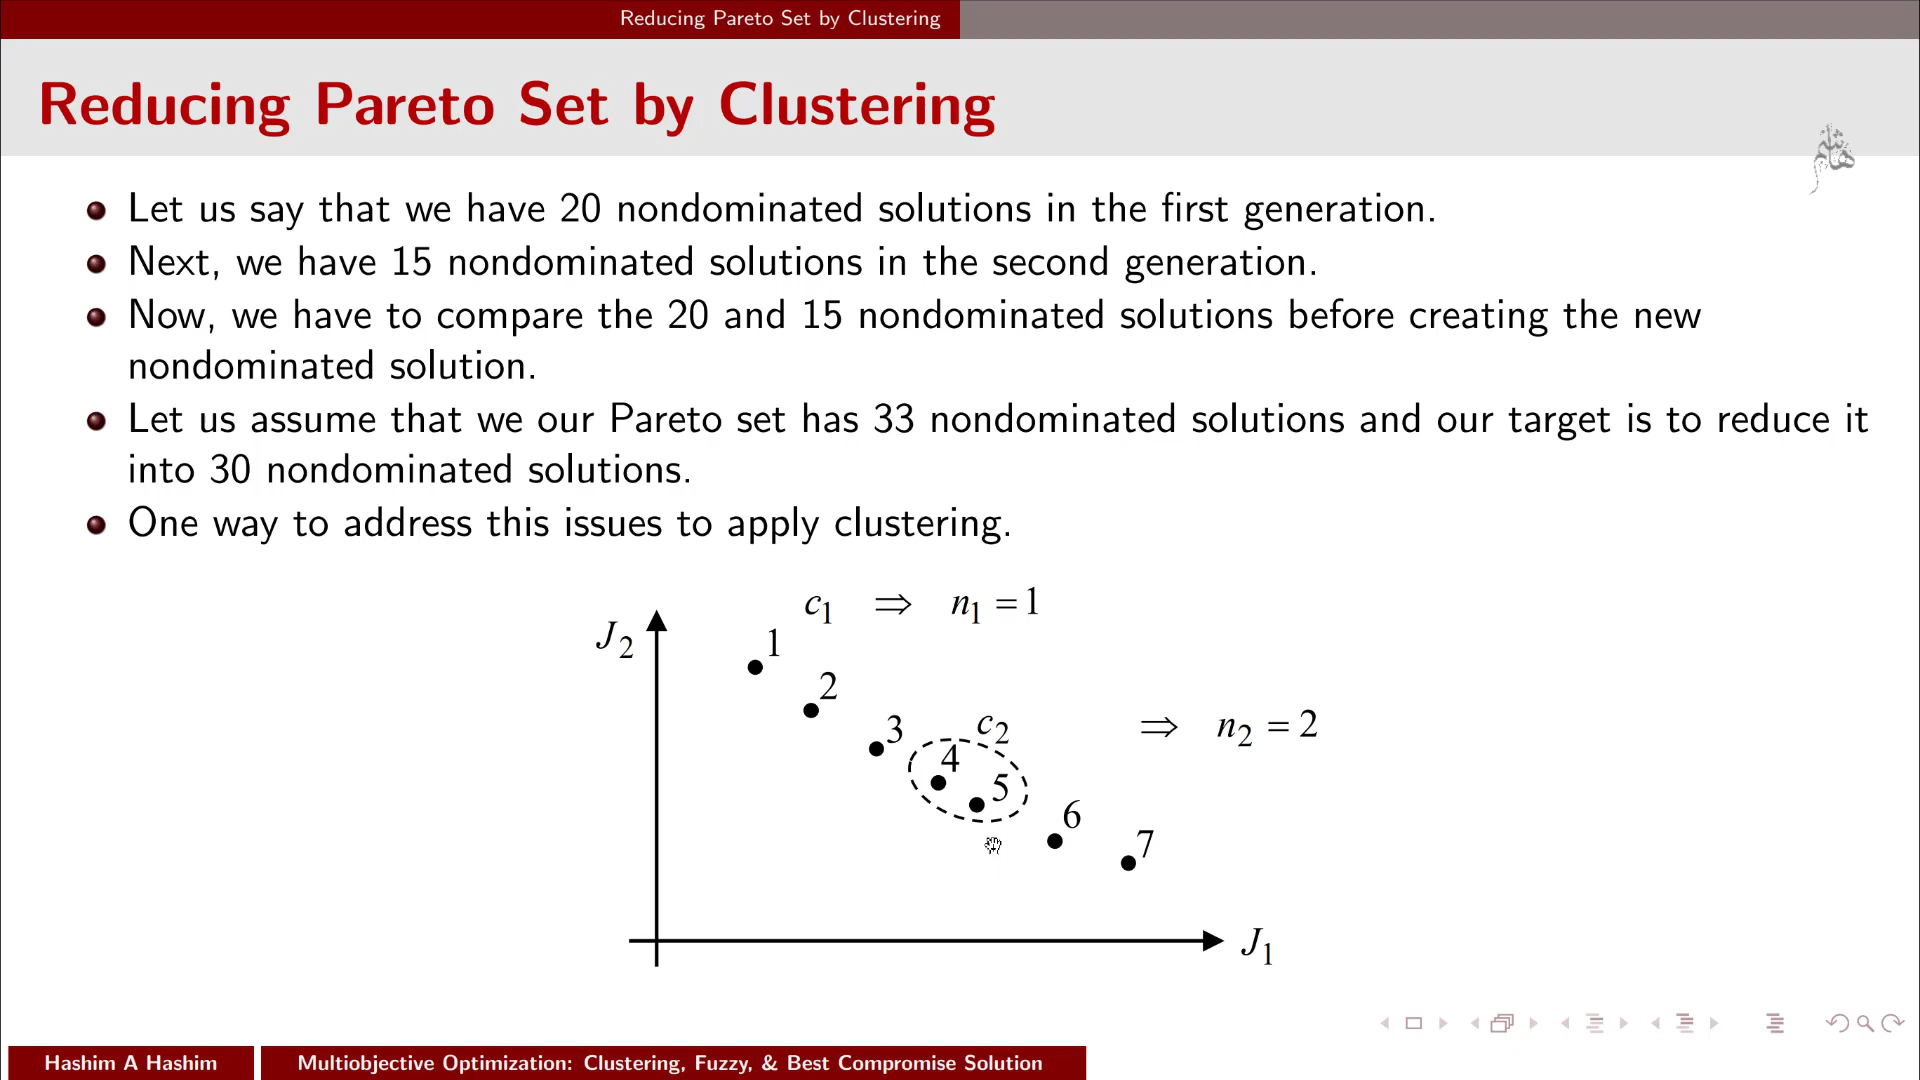 Reducing Pareto Set by Clustering
Reducing Pareto Set by Clustering
هاشم
Let us say that we have 20 nondominated solutions in the first generation.
Next, we have 15 nondominated solutions in the second generation.
Now, we have to compare the 20 and 15 nondominated solutions before creating the new
nondominated solution.
Let us assume that we our Pareto set has 33 nondominated solutions and our target is to reduce it
into 30 nondominated solutions.
One way to address this issues to apply clustering.
c₁ ⇒ n₁ = 1
J₂
1
2
3
c₂ ⇒ n₂ = 2
4
5
6
7
J₁
Hashim A Hashim
Multiobjective Optimization: Clustering, Fuzzy, & Best Compromise Solution